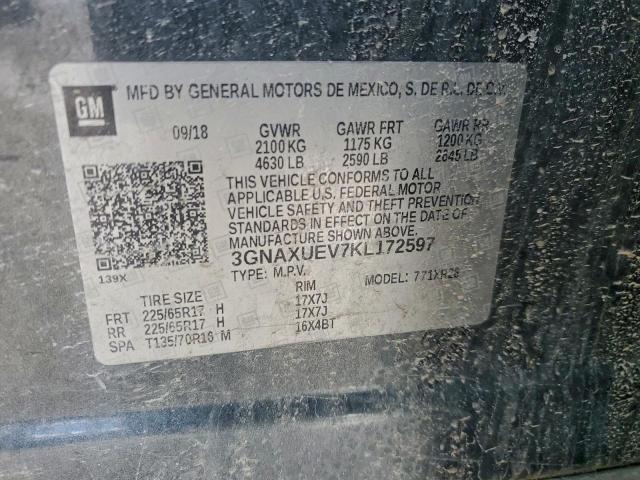 GM
MFD BY GENERAL MOTORS DE MEXICO, S. DE R.L. DE C.V.
09/18 GVWR GAWR FRT GAWR RR
2100 KG 1175 KG 1200 KG
4630 LB 2590 LB 2645 LB
THIS VEHICLE CONFORMS TO ALL
APPLICABLE U.S. FEDERAL MOTOR
VEHICLE SAFETY AND THEFT PREVENTION
STANDARDS IN EFFECT ON THE DATE OF
MANUFACTURE SHOWN ABOVE.
3GNAXUEV7KL172597
139X TYPE: M.P.V. MODEL: 771XR26
TIRE SIZE RIM
FRT 225/65R17 H 17X7J
RR 225/65R17 H 17X7J
SPA T135/70R16 M 16X4BT